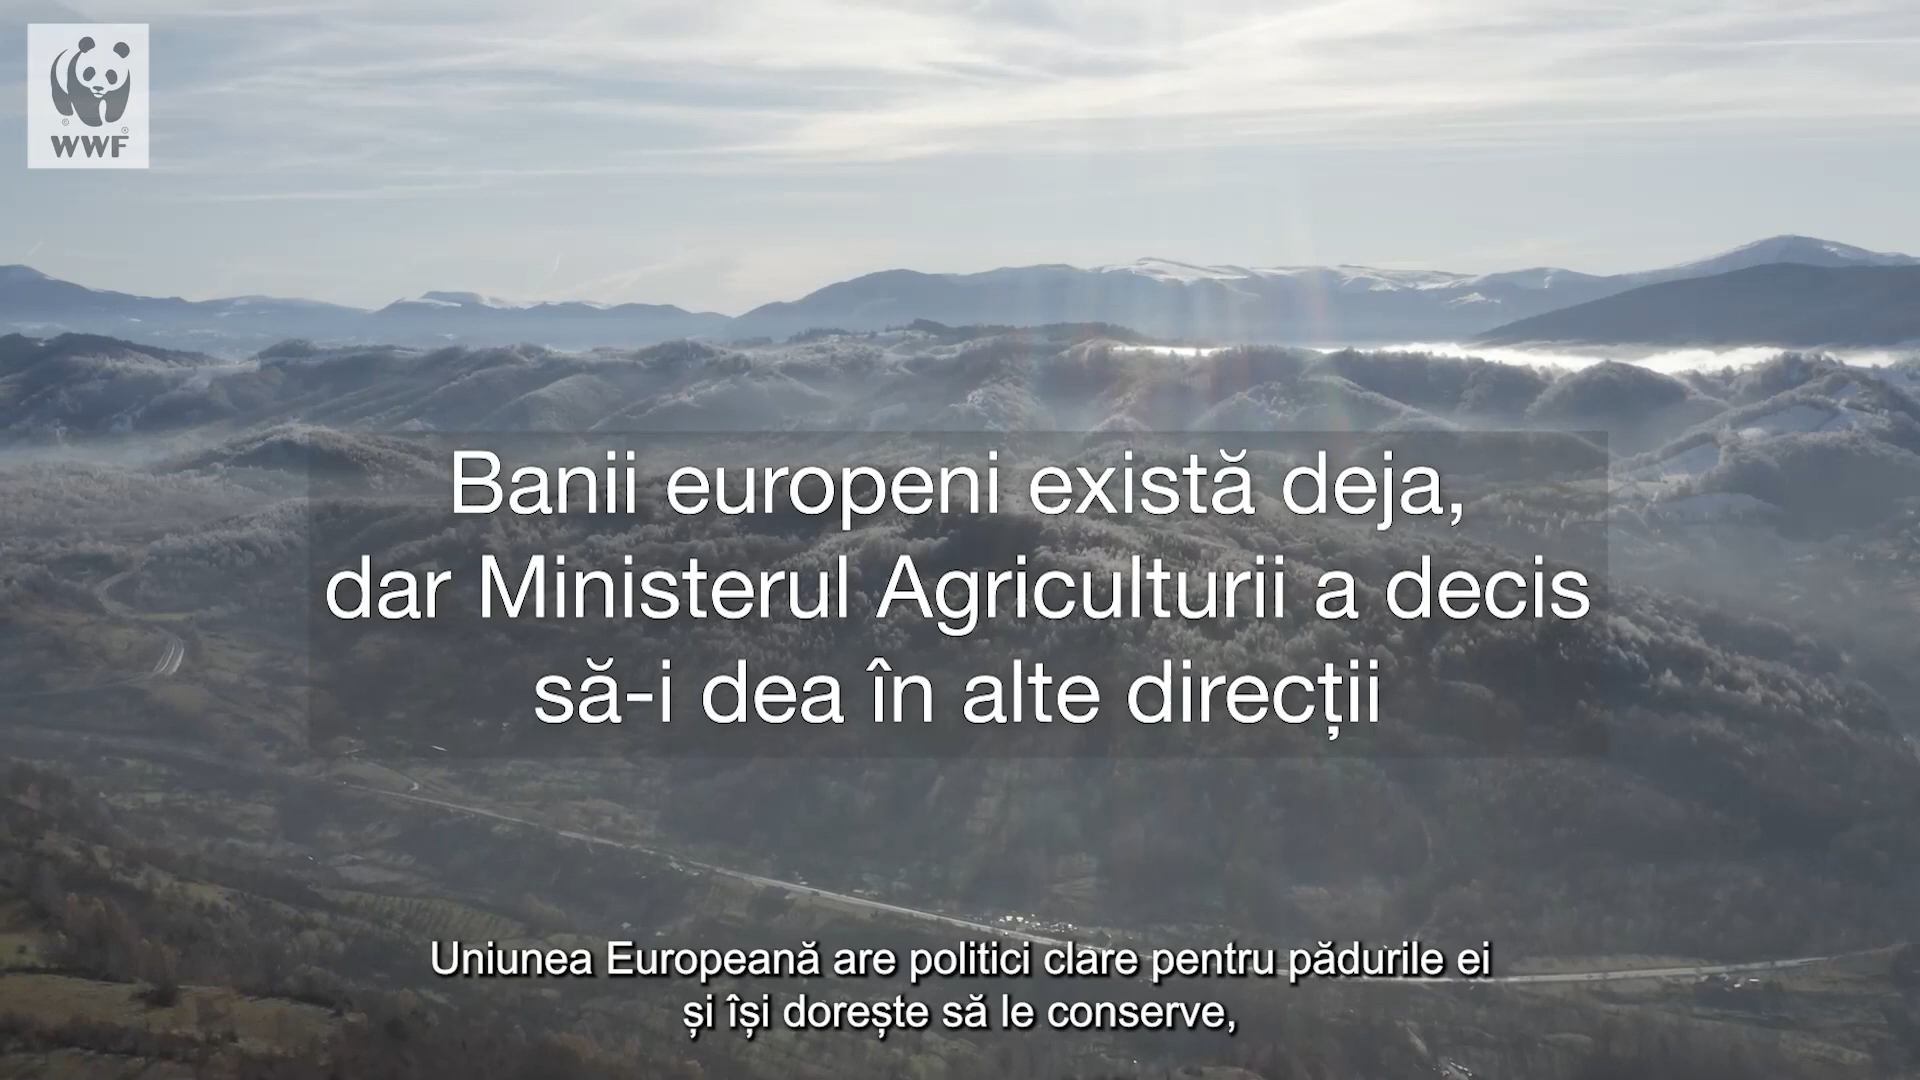 WWF
Banii europeni există deja,
dar Ministerul Agriculturii a decis
să-i dea în alte direcții
Uniunea Europeană are politici clare pentru pădurile ei
și își dorește să le conserve,